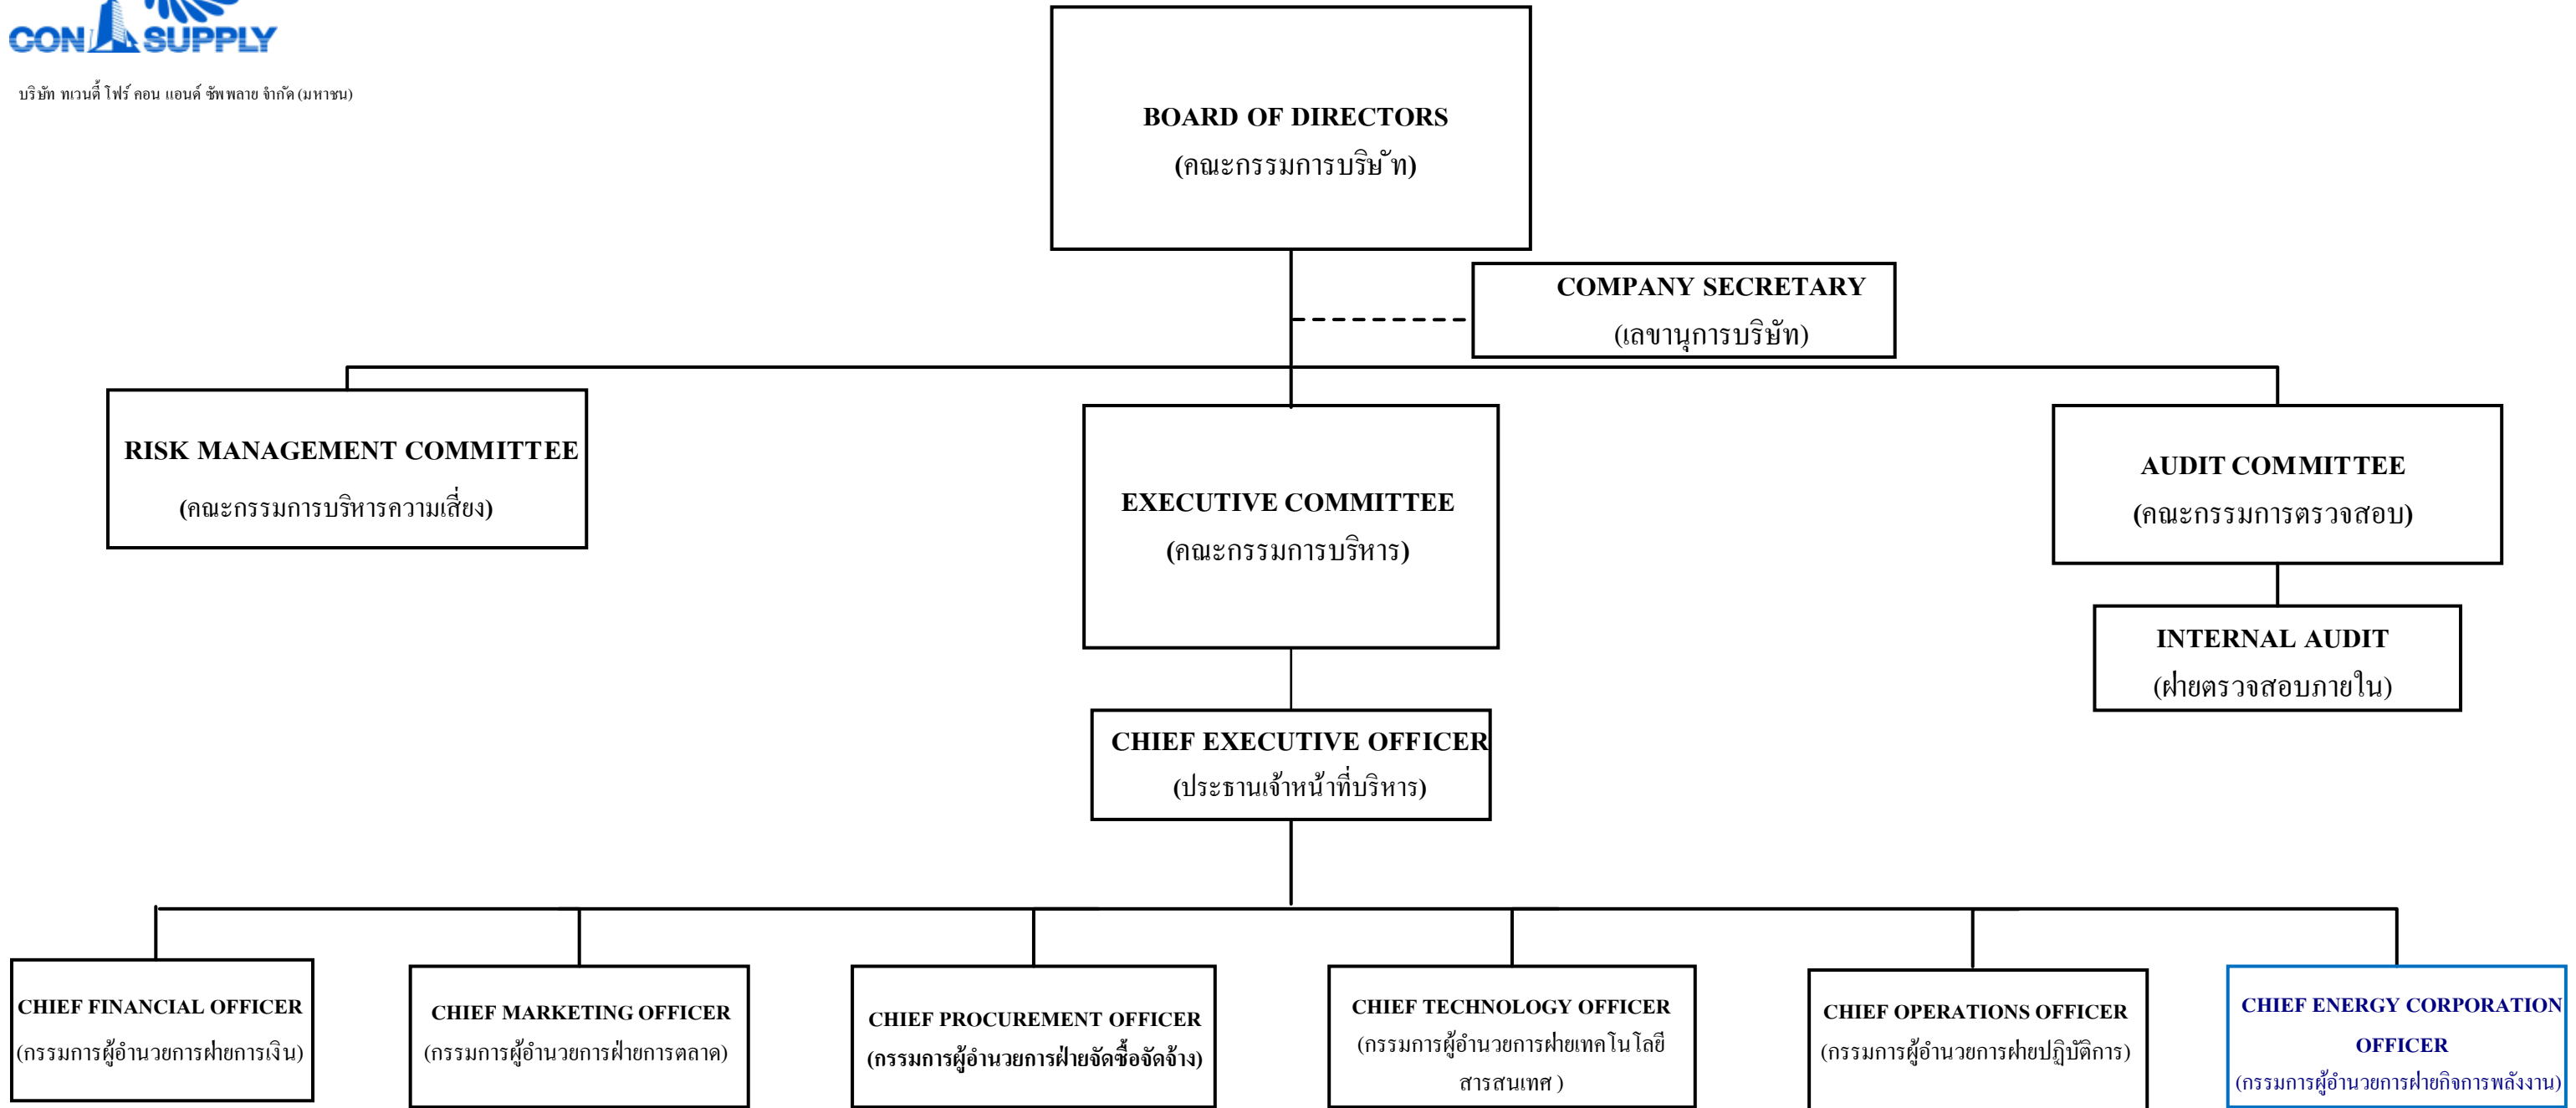 CON SUPPLY
บริษัท ทเวนตี้ โฟร์ คอน แอนด์ ซัพพลาย จำกัด (มหาชน)
BOARD OF DIRECTORS
(คณะกรรมการบริษัท)
COMPANY SECRETARY
(เลขานุการบริษัท)
RISK MANAGEMENT COMMITTEE
(คณะกรรมการบริหารความเสี่ยง)
EXECUTIVE COMMITTEE
(คณะกรรมการบริหาร)
AUDIT COMMITTEE
(คณะกรรมการตรวจสอบ)
INTERNAL AUDIT
(ฝ่ายตรวจสอบภายใน)
CHIEF EXECUTIVE OFFICER
(ประธานเจ้าหน้าที่บริหาร)
CHIEF FINANCIAL OFFICER
(กรรมการผู้อำนวยการฝ่ายการเงิน)
CHIEF MARKETING OFFICER
(กรรมการผู้อำนวยการฝ่ายการตลาด)
CHIEF PROCUREMENT OFFICER
(กรรมการผู้อำนวยการฝ่ายจัดซื้อจัดจ้าง)
CHIEF TECHNOLOGY OFFICER
(กรรมการผู้อำนวยการฝ่ายเทคโนโลยี
สารสนเทศ )
CHIEF OPERATIONS OFFICER
(กรรมการผู้อำนวยการฝ่ายปฏิบัติการ)
CHIEF ENERGY CORPORATION
OFFICER
(กรรมการผู้อำนวยการฝ่ายกิจการพลังงาน)